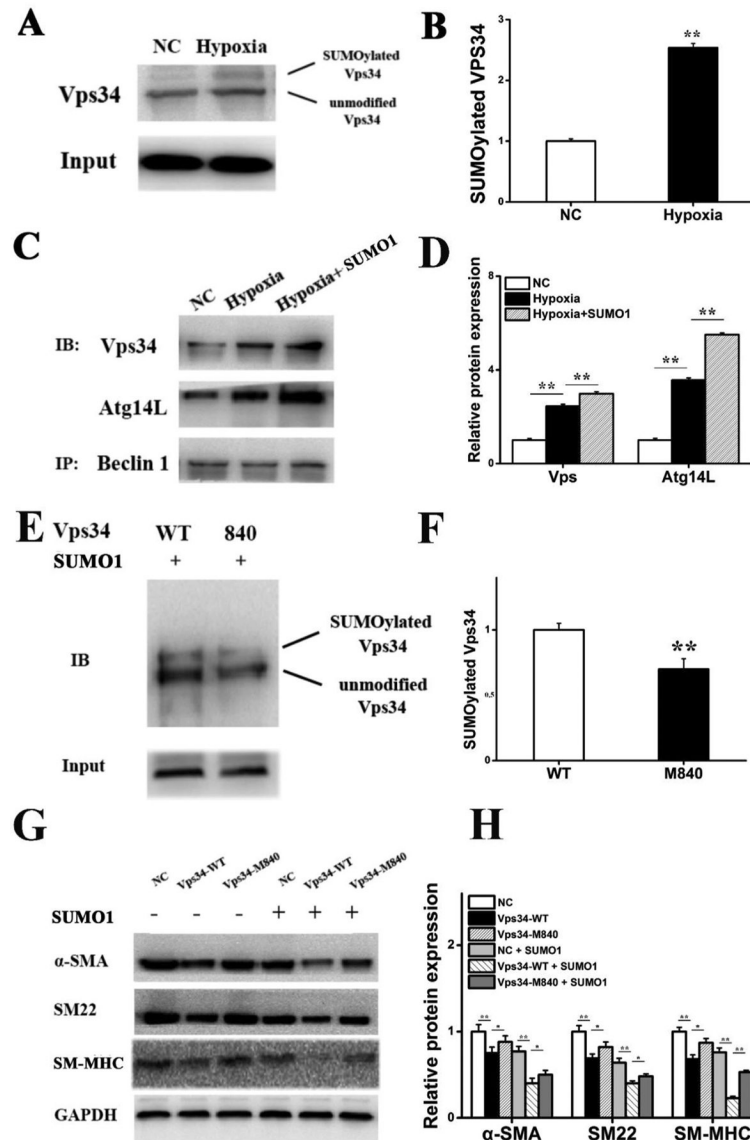 A
NC Hypoxia
Vps34
SUMOylated
Vps34
unmodified
Vps34
Input
B
SUMOylated VPS34
3
2
1
0
**
NC Hypoxia
C
NC Hypoxia Hypoxia+ SUMO1
IB: Vps34
Atg14L
IP: Beclin 1
D
Relative protein expression
8
4
0
NC
Hypoxia
Hypoxia+SUMO1
** ** ** **
Vps Atg14L
E
Vps34 WT 840
SUMO1 + +
IB
SUMOylated
Vps34
unmodified
Vps34
Input
F
SUMOylated Vps34
1
0.5
0
**
WT M840
G
NC Vps34-WT Vps34-M840 NC Vps34-WT Vps34-M840
SUMO1 - - - + + +
α-SMA
SM22
SM-MHC
GAPDH
H
Relative protein expression
2
1
0
NC
Vps34-WT
Vps34-M840
NC + SUMO1
Vps34-WT + SUMO1
Vps34-M840 + SUMO1
** * ** * ** * ** * ** * ** **
α-SMA SM22 SM-MHC